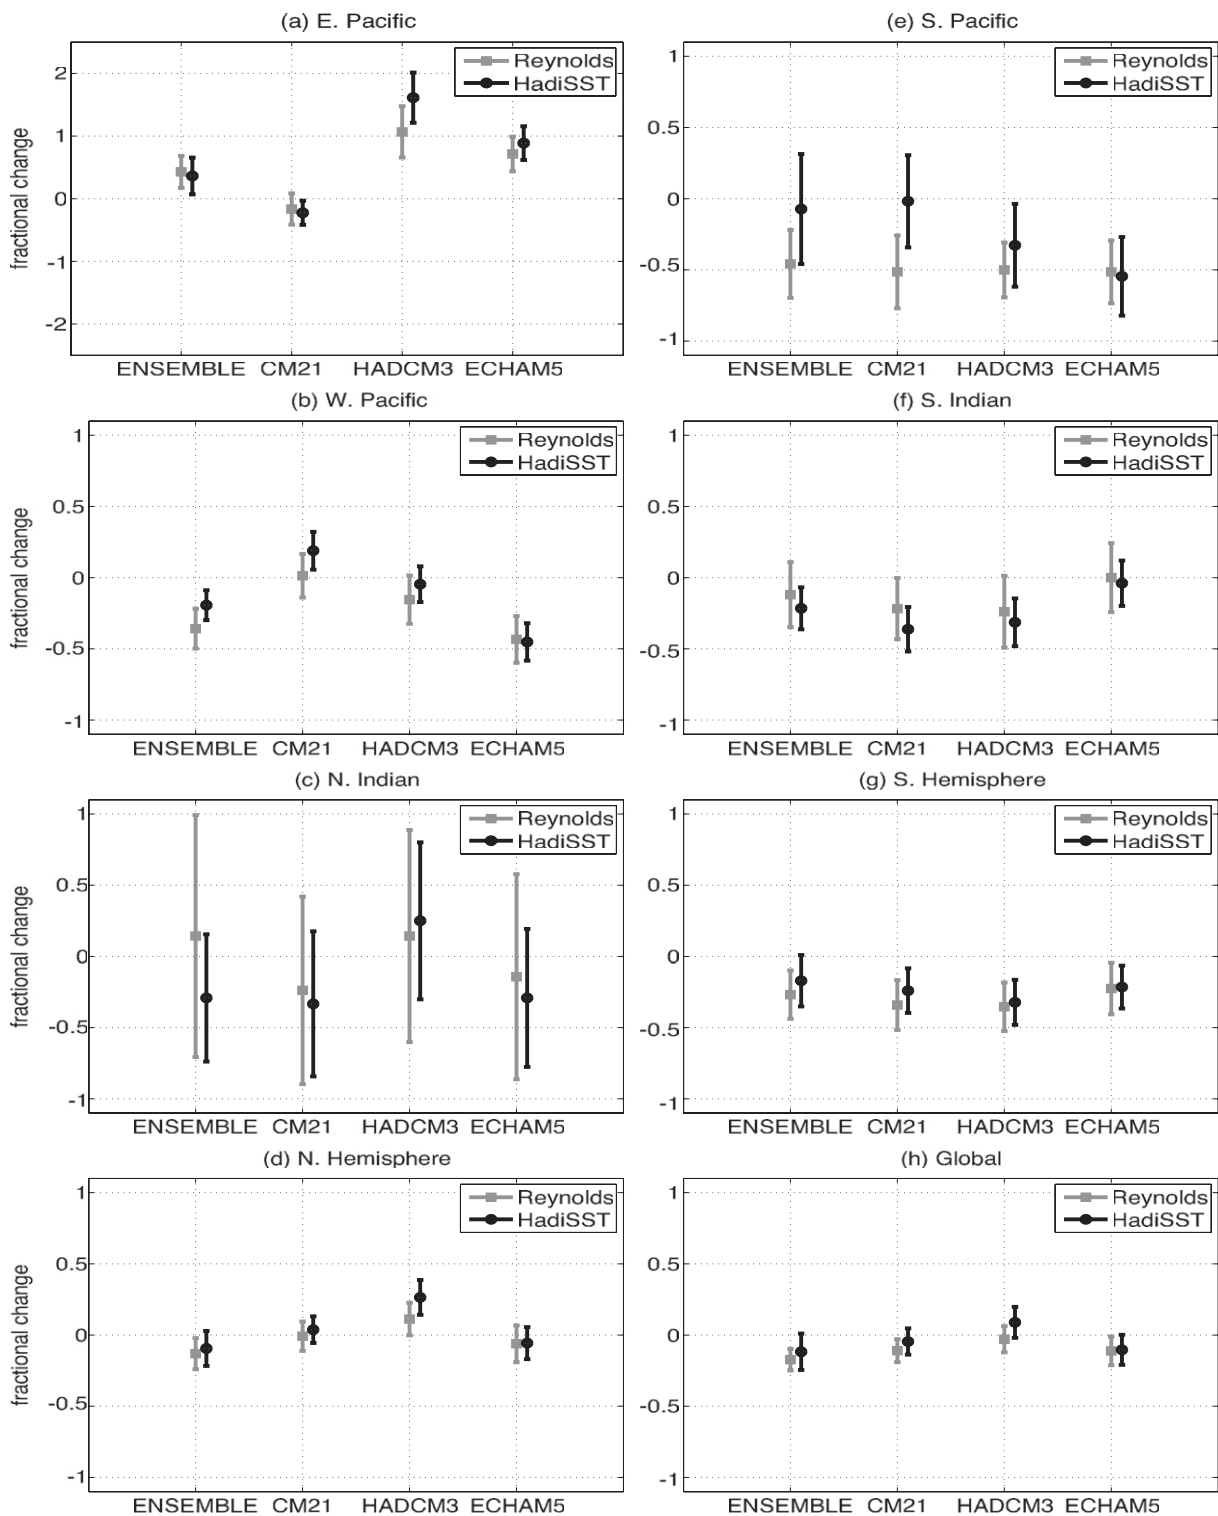 (a) E. Pacific
Reynolds
HadiSST
fractional change
2
1
0
-1
-2
ENSEMBLE CM21 HADCM3 ECHAM5
(e) S. Pacific
Reynolds
HadiSST
1
0.5
0
-0.5
-1
ENSEMBLE CM21 HADCM3 ECHAM5
(b) W. Pacific
Reynolds
HadiSST
fractional change
1
0.5
0
-0.5
-1
ENSEMBLE CM21 HADCM3 ECHAM5
(f) S. Indian
Reynolds
HadiSST
1
0.5
0
-0.5
-1
ENSEMBLE CM21 HADCM3 ECHAM5
(c) N. Indian
Reynolds
HadiSST
fractional change
1
0.5
0
-0.5
-1
ENSEMBLE CM21 HADCM3 ECHAM5
(g) S. Hemisphere
Reynolds
HadiSST
1
0.5
0
-0.5
-1
ENSEMBLE CM21 HADCM3 ECHAM5
(d) N. Hemisphere
Reynolds
HadiSST
fractional change
1
0.5
0
-0.5
-1
ENSEMBLE CM21 HADCM3 ECHAM5
(h) Global
Reynolds
HadiSST
1
0.5
0
-0.5
-1
ENSEMBLE CM21 HADCM3 ECHAM5